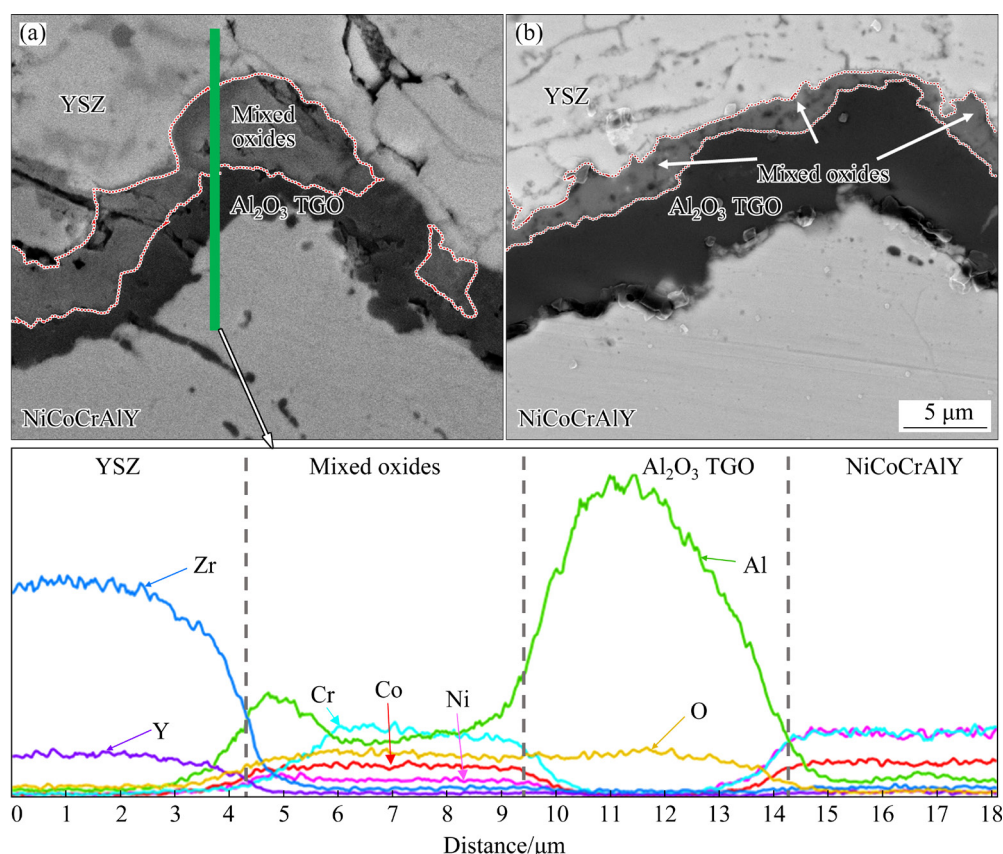 (a)
YSZ
Mixed
oxides
Al₂O₃ TGO
NiCoCrAlY
(b)
YSZ
Mixed oxides
Al₂O₃ TGO
NiCoCrAlY
5 μm
YSZ
Mixed oxides
Al₂O₃ TGO
NiCoCrAlY
Zr
Y
Cr
Co
Ni
Al
O
0 1 2 3 4 5 6 7 8 9 10 11 12 13 14 15 16 17 18
Distance/μm